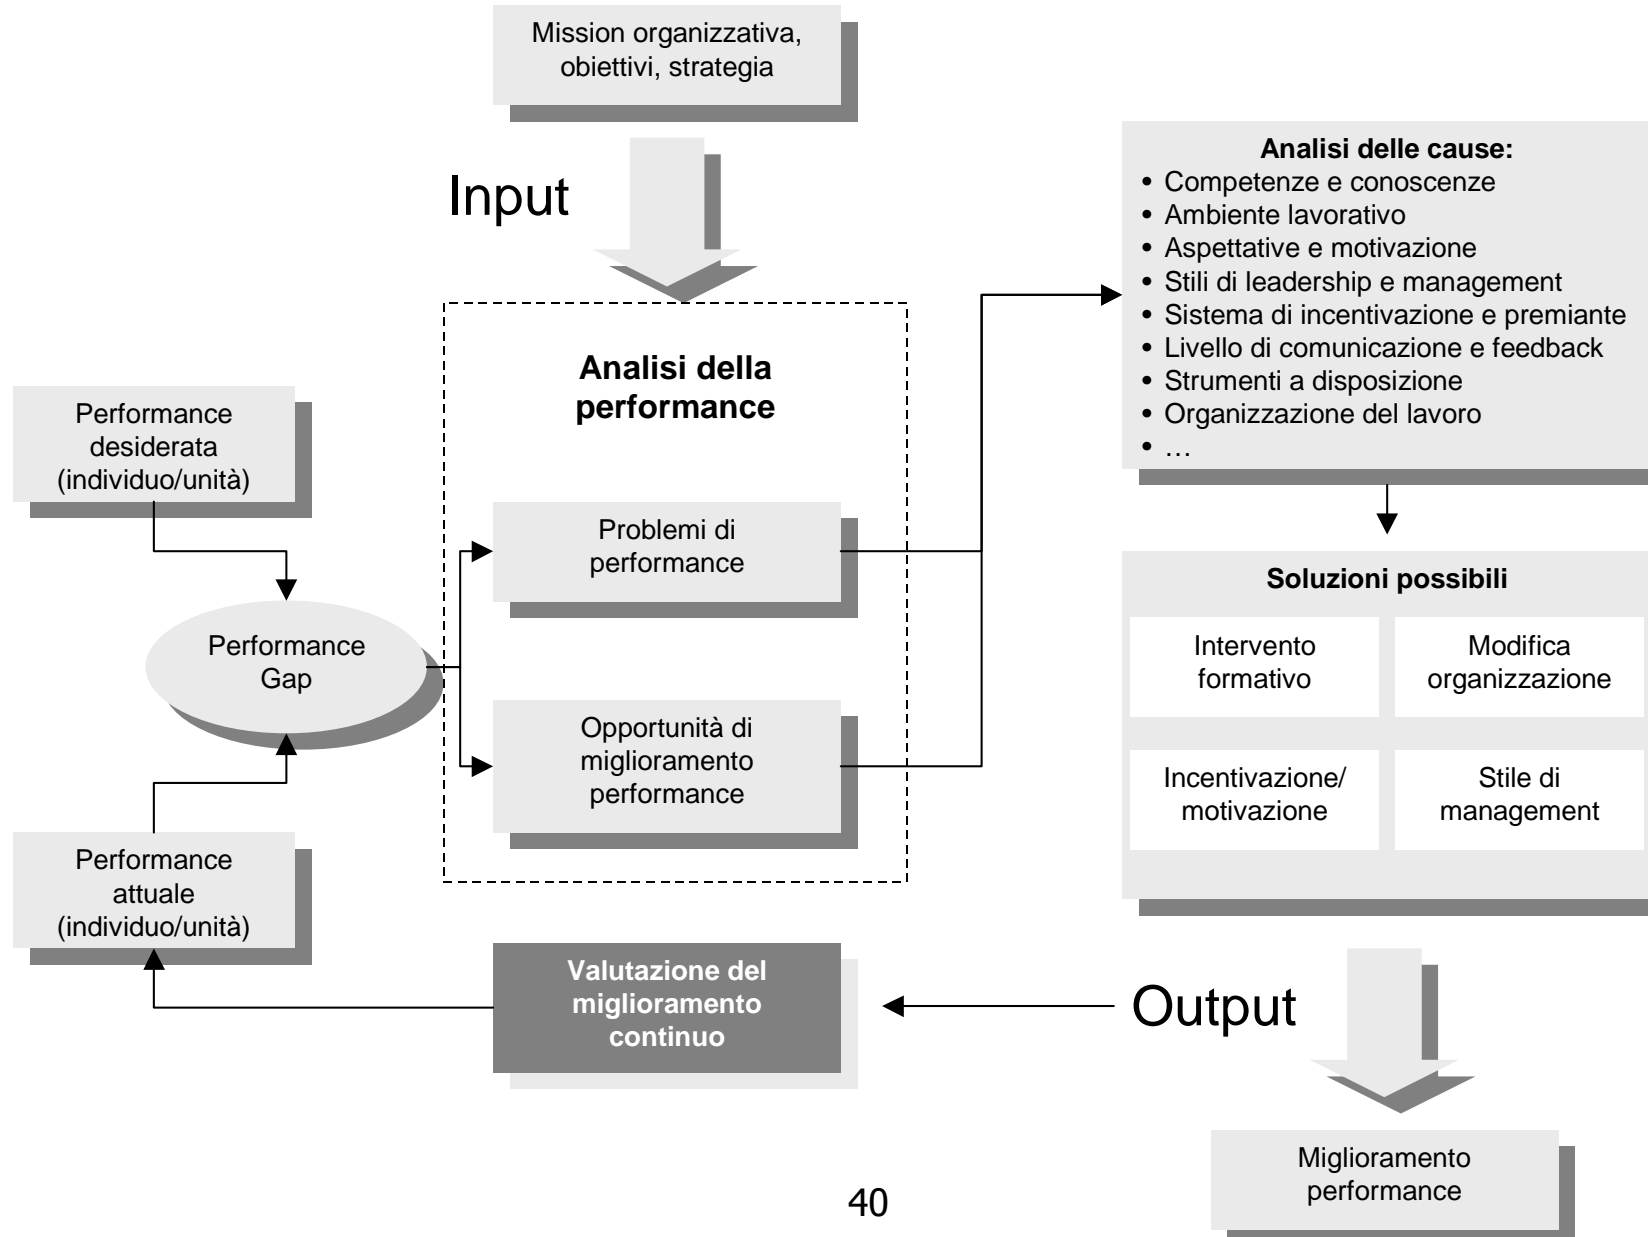 Mission organizzativa,
obiettivi, strategia
Input
Analisi della
performance
Performance
desiderata
(individuo/unità)
Problemi di
performance
Performance
Gap
Opportunità di
miglioramento
performance
Performance
attuale
(individuo/unità)
Valutazione del
miglioramento
continuo
Analisi delle cause:
• Competenze e conoscenze
• Ambiente lavorativo
• Aspettative e motivazione
• Stili di leadership e management
• Sistema di incentivazione e premiante
• Livello di comunicazione e feedback
• Strumenti a disposizione
• Organizzazione del lavoro
• …
Soluzioni possibili
Intervento
formativo
Modifica
organizzazione
Incentivazione/
motivazione
Stile di
management
Output
Miglioramento
performance
40